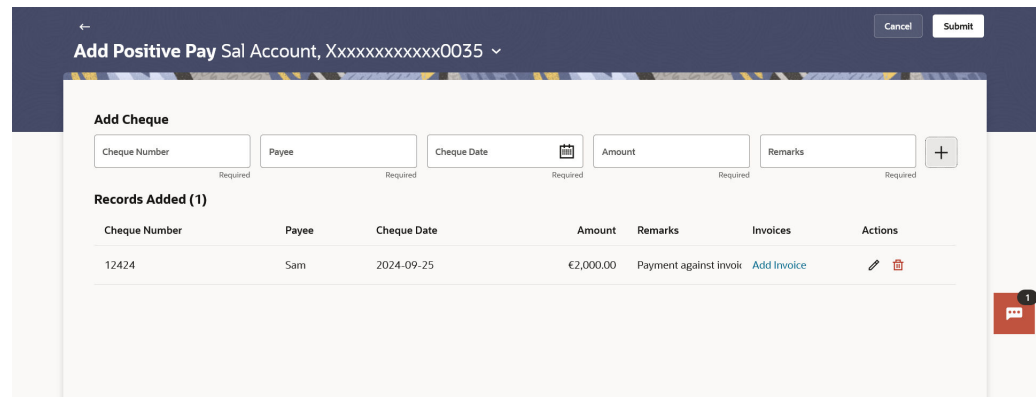 Cancel Submit
Add Positive Pay Sal Account, Xxxxxxxxxxxx0035
Add Cheque
Cheque Number Payee Cheque Date Amount Remarks
Required Required Required Required Required
Records Added (1)
Cheque Number Payee Cheque Date Amount Remarks Invoices Actions
12424 Sam 2024-09-25 €2,000.00 Payment against invoic Add Invoice
1